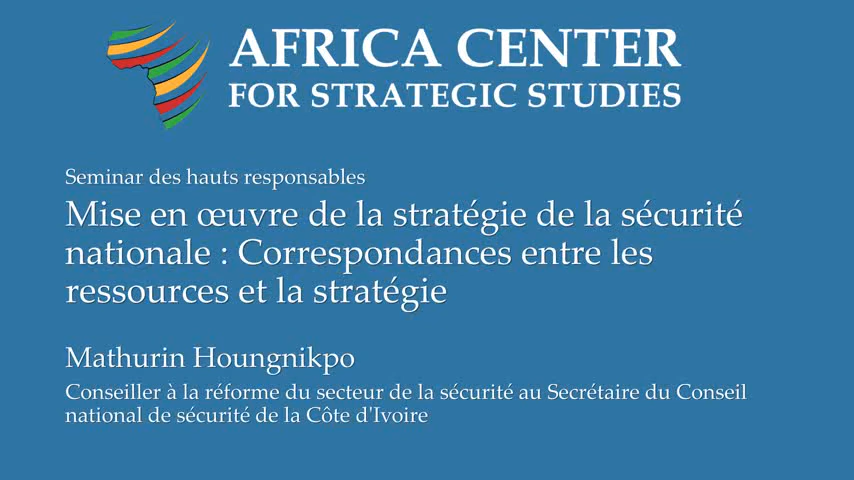 AFRICA CENTER
FOR STRATEGIC STUDIES
Seminar des hauts responsables
Mise en œuvre de la stratégie de la sécurité
nationale : Correspondances entre les
ressources et la stratégie
Mathurin Houngnikpo
Conseiller à la réforme du secteur de la sécurité au Secrétaire du Conseil
national de sécurité de la Côte d'Ivoire